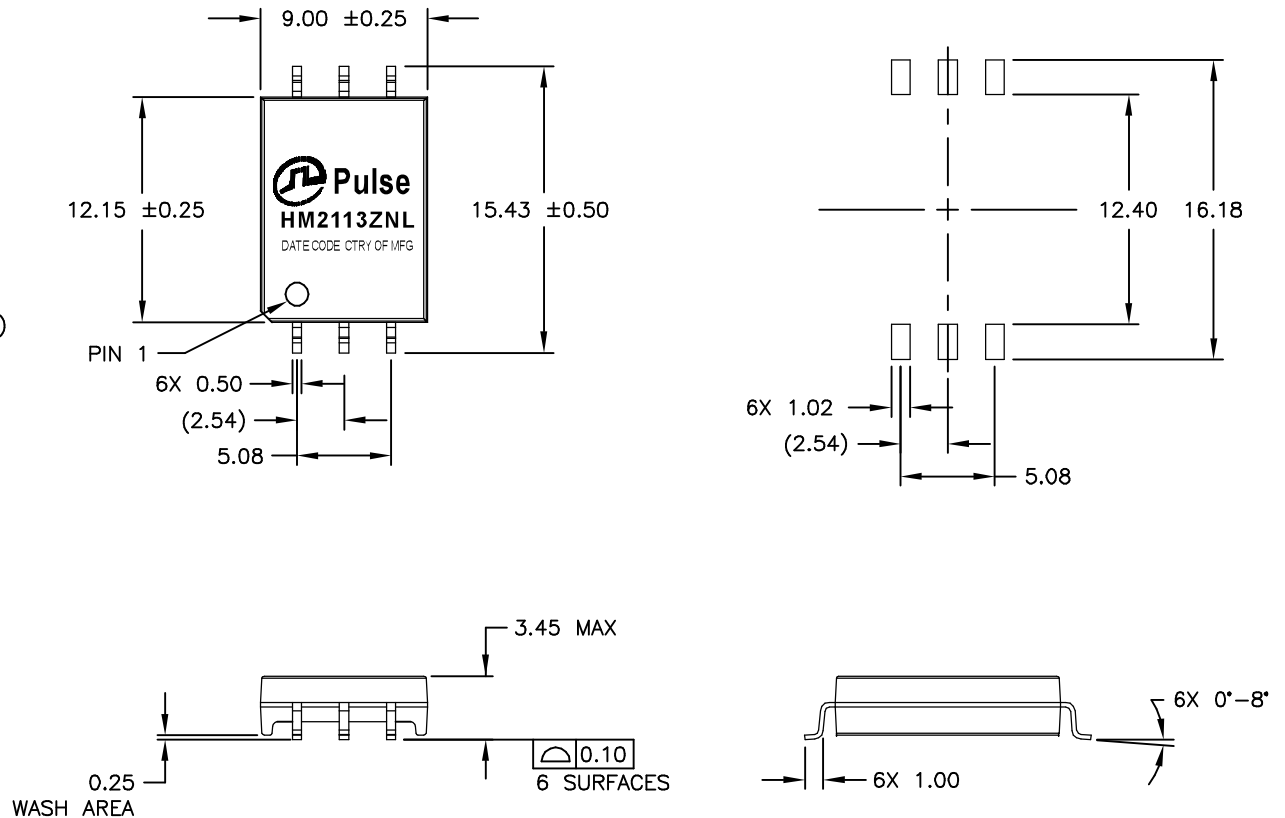 9.00 ±0.25
12.15 ±0.25
15.43 ±0.50
Pulse
HM2113ZNL
DATE CODE CTRY OF MFG
PIN 1
6X 0.50
(2.54)
5.08
12.40
16.18
6X 1.02
(2.54)
5.08
3.45 MAX
0.25
WASH AREA
0.10
6 SURFACES
6X 0°-8°
6X 1.00